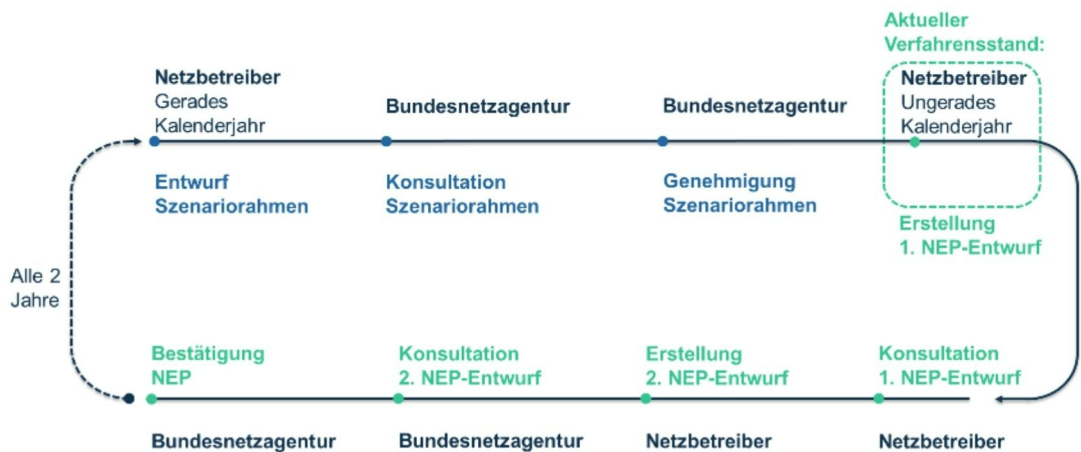 Aktueller
Verfahrensstand:
Netzbetreiber
Gerades
Kalenderjahr
Bundesnetzagentur
Bundesnetzagentur
Netzbetreiber
Ungerades
Kalenderjahr
Entwurf
Szenariorahmen
Konsultation
Szenariorahmen
Genehmigung
Szenariorahmen
Erstellung
1. NEP-Entwurf
Alle 2
Jahre
Bestätigung
NEP
Konsultation
2. NEP-Entwurf
Erstellung
2. NEP-Entwurf
Konsultation
1. NEP-Entwurf
Bundesnetzagentur
Bundesnetzagentur
Netzbetreiber
Netzbetreiber